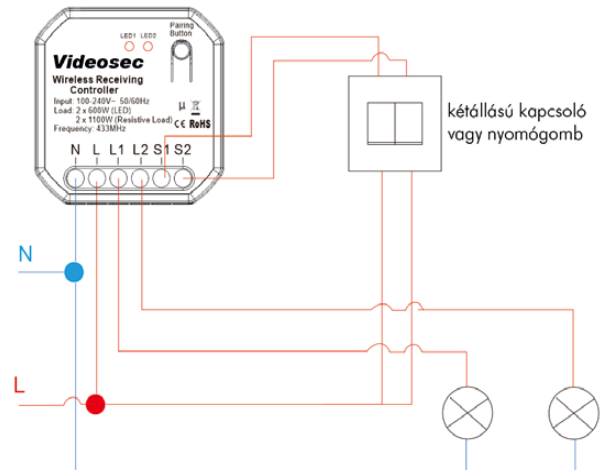 LED1 LED2
Pairing
Button
Videosec
Wireless Receiving
Controller
Input: 100-240V~ 50/60Hz
Load: 2 x 600W (LED)
2 x 1100W (Resistive Load)
Frequency: 433MHz
μ
CE RoHS
N L L1 L2 S1 S2
kétállású kapcsoló
vagy nyomógomb
N
L